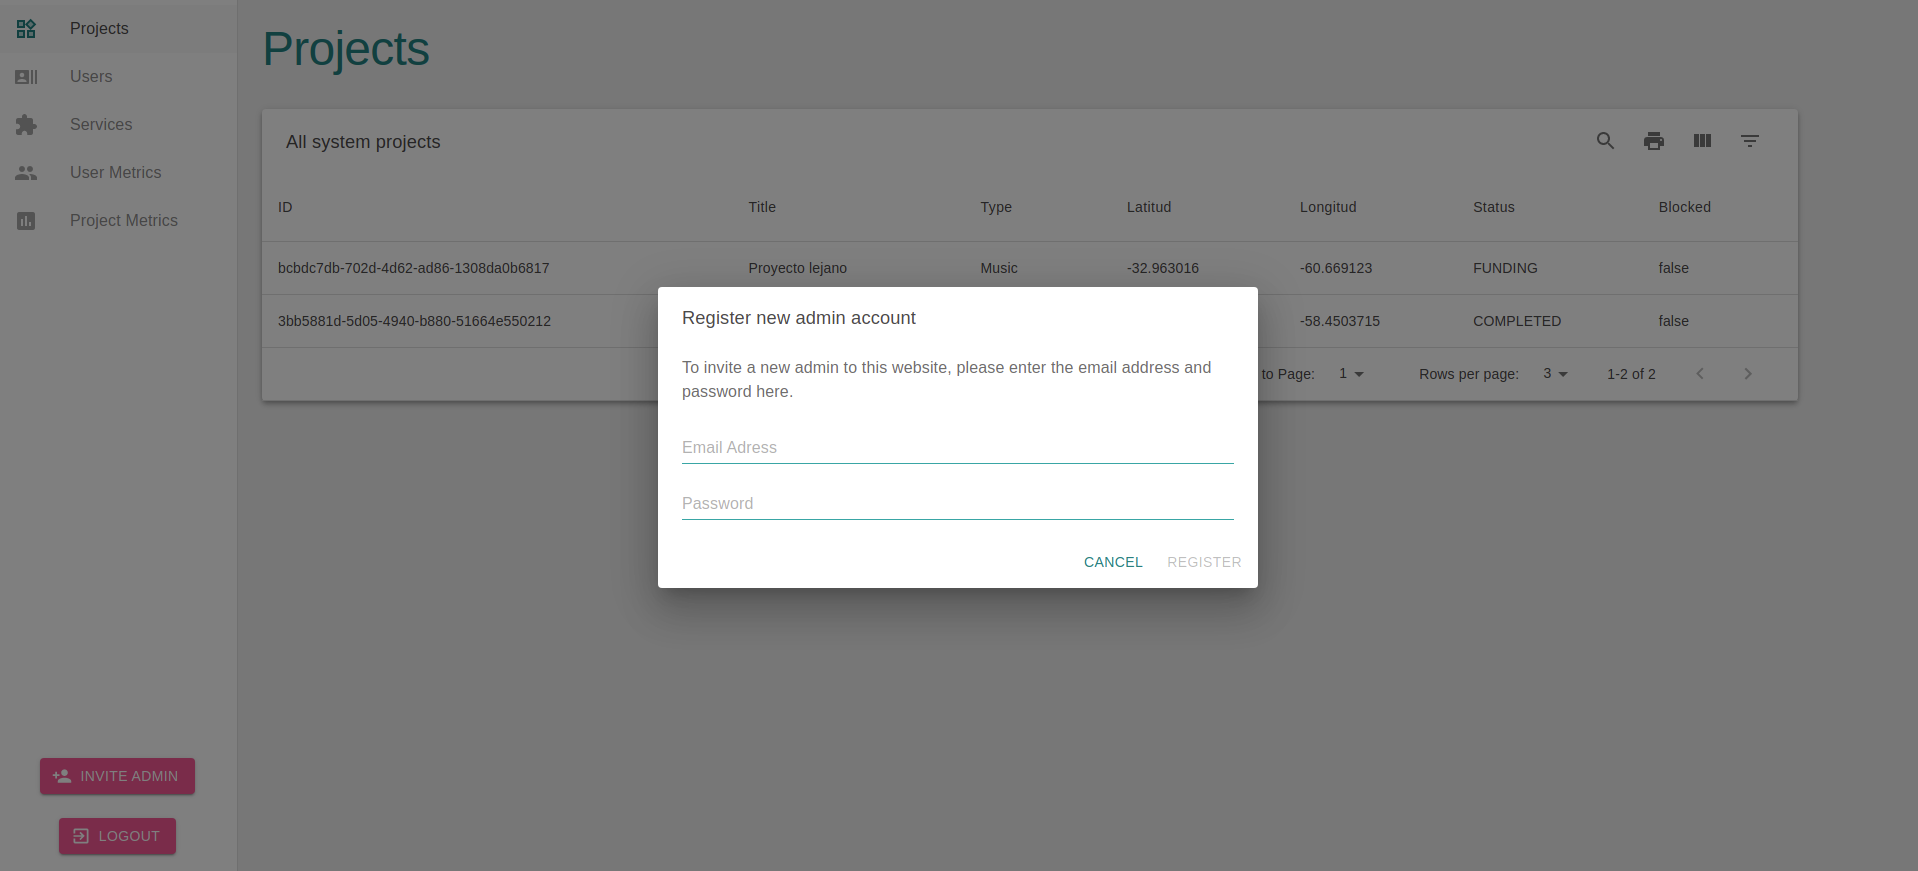 Projects
Users
Services
User Metrics
Project Metrics
INVITE ADMIN
LOGOUT
Projects
All system projects
ID Title Type Latitud Longitud Status Blocked
bcbdc7db-702d-4d62-ad86-1308da0b6817 Proyecto lejano Music -32.963016 -60.669123 FUNDING false
3bb5881d-5d05-4940-b880-51664e550212 -58.4503715 COMPLETED false
to Page: 1 Rows per page: 3 1-2 of 2
Register new admin account
To invite a new admin to this website, please enter the email address and
password here.
Email Adress
Password
CANCEL REGISTER